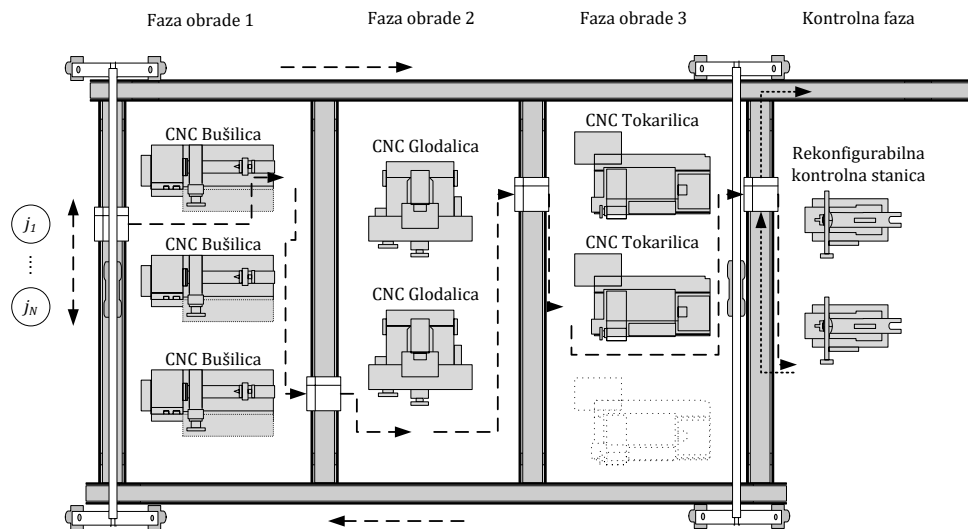 Faza obrade 1
Faza obrade 2
Faza obrade 3
Kontrolna faza
CNC Bušilica
CNC Glodalica
CNC Tokarilica
Rekonfigurabilna
kontrolna stanica
j1
CNC Bušilica
CNC Tokarilica
jN
CNC Glodalica
CNC Bušilica